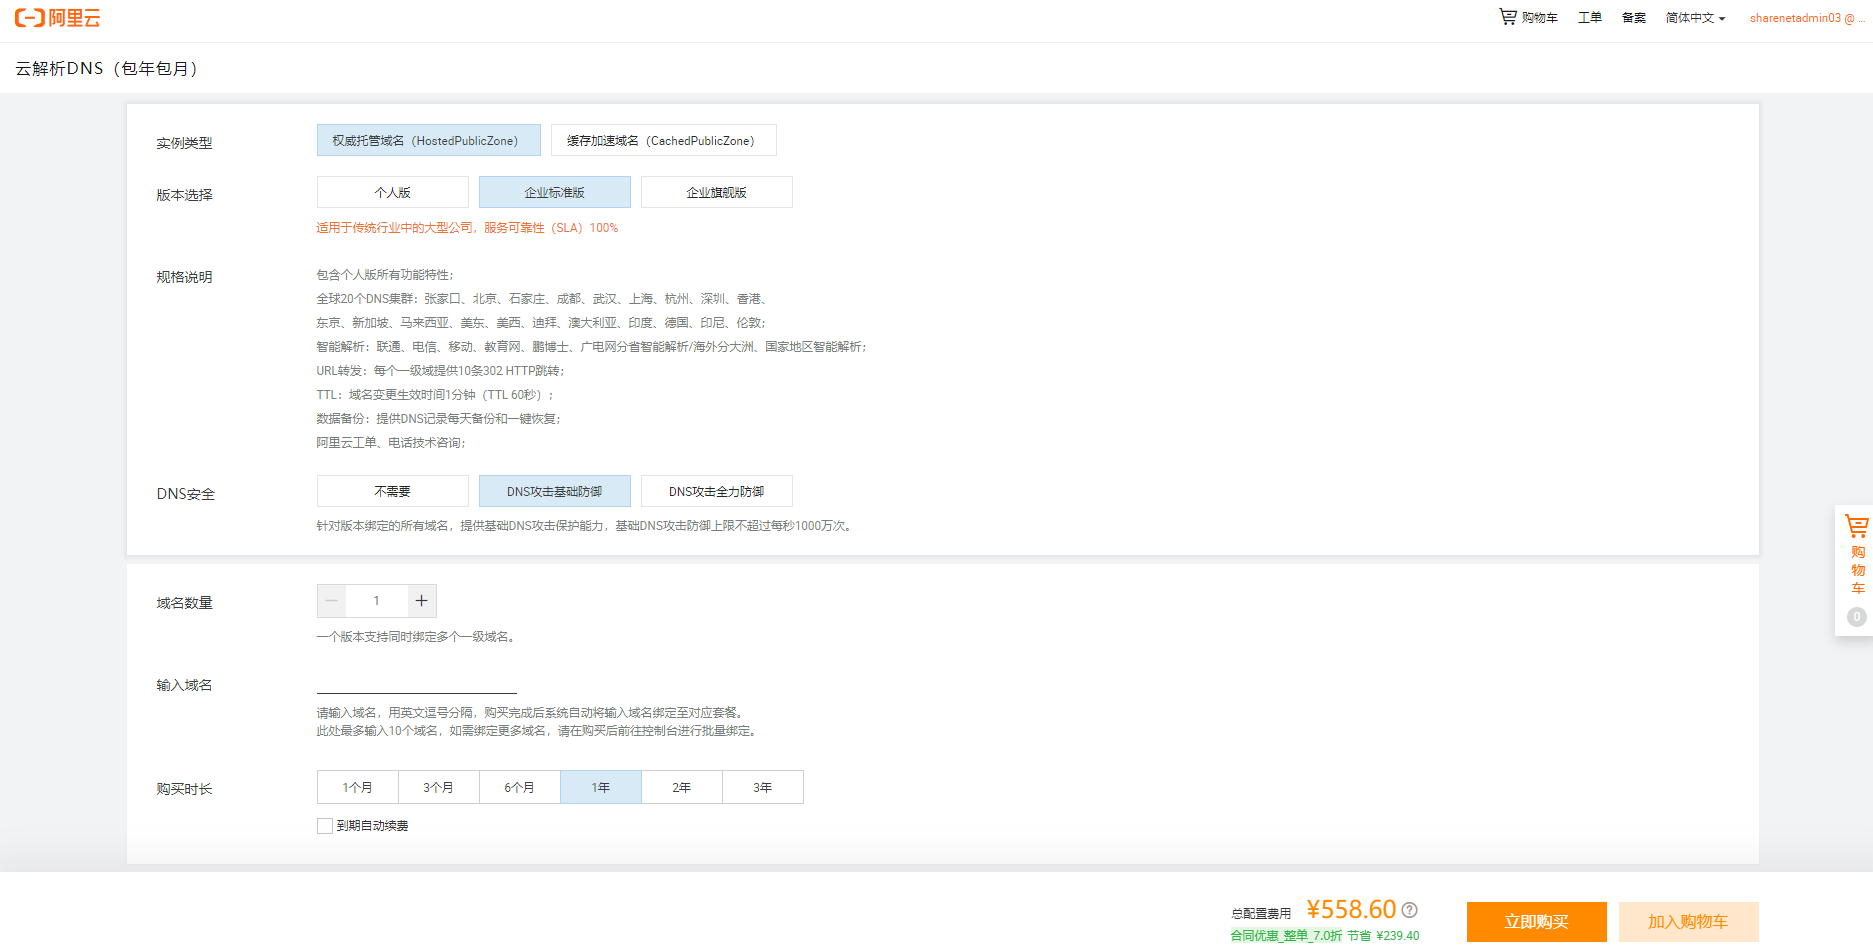 阿里云
购物车 工单 备案 简体中文 sharenetadmin03 @ ...
云解析DNS（包年包月）
实例类型 权威托管域名（HostedPublicZone） 缓存加速域名（CachedPublicZone）
版本选择 个人版 企业标准版 企业旗舰版
适用于传统行业中的大型公司，服务可靠性（SLA）100%
规格说明 包含个人版所有功能特性；
全球20个DNS集群：张家口、北京、石家庄、成都、武汉、上海、杭州、深圳、香港、
东京、新加坡、马来西亚、美东、美西、迪拜、澳大利亚、印度、德国、印尼、伦敦；
智能解析：联通、电信、移动、教育网、鹏博士、广电网分省智能解析/海外分大洲、国家地区智能解析；
URL转发：每个一级域提供10条302 HTTP跳转；
TTL：域名变更生效时间1分钟（TTL 60秒）；
数据备份：提供DNS记录每天备份和一键恢复；
阿里云工单、电话技术咨询；
DNS安全 不需要 DNS攻击基础防御 DNS攻击全力防御
针对版本绑定的所有域名，提供基础DNS攻击保护能力，基础DNS攻击防御上限不超过每秒1000万次。
购
物
车
0
域名数量 1
一个版本支持同时绑定多个一级域名。
输入域名
请输入域名，用英文逗号分隔，购买完成后系统自动将输入域名绑定至对应套餐。
此处最多输入10个域名，如需绑定更多域名，请在购买后前往控制台进行批量绑定。
购买时长 1个月 3个月 6个月 1年 2年 3年
到期自动续费
总配置费用 ¥558.60 立即购买 加入购物车
合同优惠_整单_7.0折 节省 ¥239.40